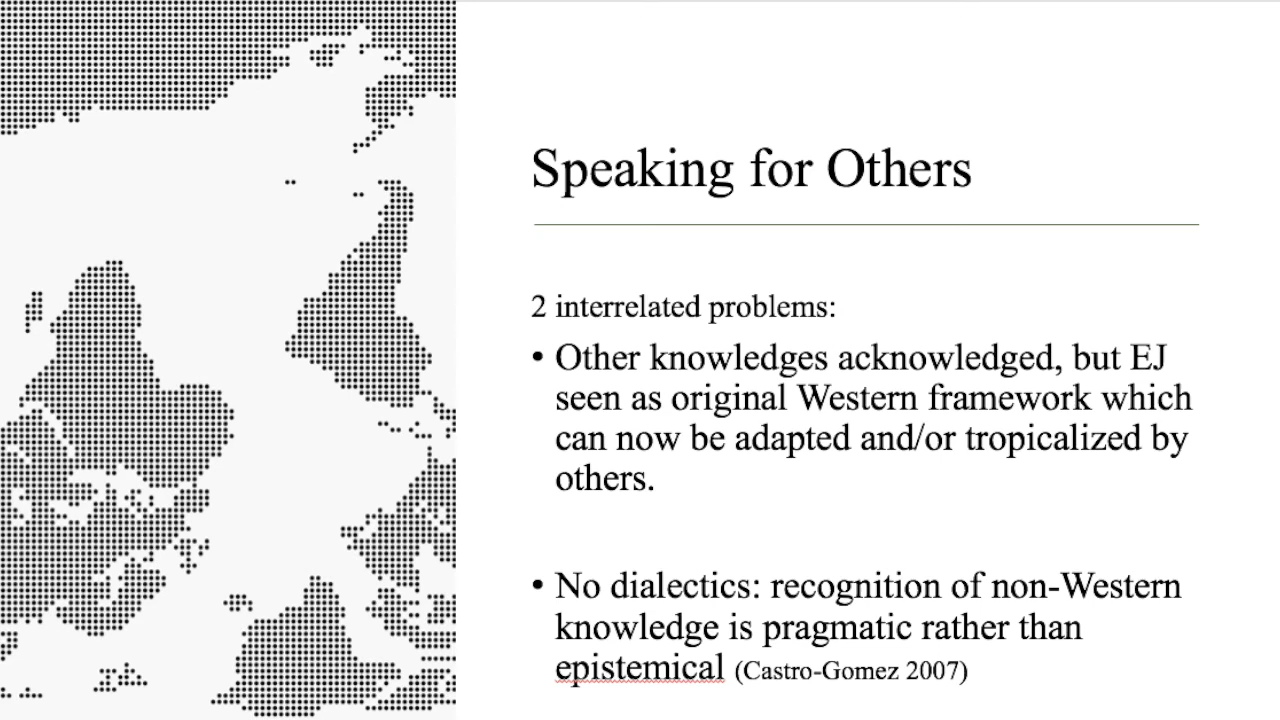 Speaking for Others
2 interrelated problems:
• Other knowledges acknowledged, but EJ
seen as original Western framework which
can now be adapted and/or tropicalized by
others.
• No dialectics: recognition of non-Western
knowledge is pragmatic rather than
epistemical (Castro-Gomez 2007)